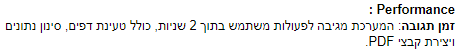 Performance :
זמן תגובה: המערכת מגיבה לפעולות משתמש בתוך 2 שניות, כולל טעינת דפים, סינון נתונים
ויצירת קבצי PDF.